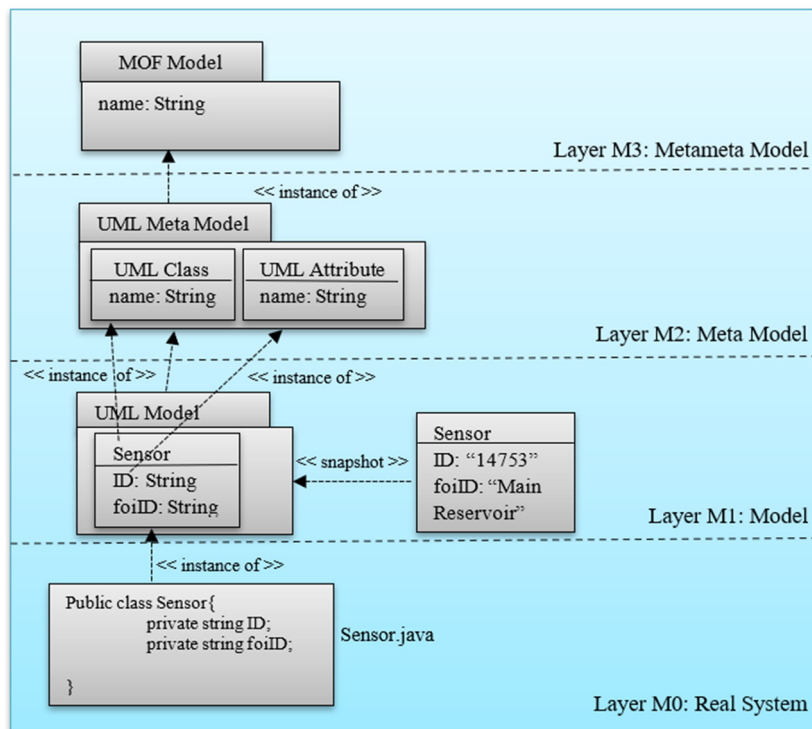 MOF Model
name: String
Layer M3: Metameta Model
<< instance of >>
UML Meta Model
UML Class
name: String
UML Attribute
name: String
Layer M2: Meta Model
<< instance of >>
<< instance of >>
UML Model
Sensor
ID: String
foiID: String
<< snapshot >>
Sensor
ID: “14753”
foiID: “Main
Reservoir”
Layer M1: Model
<< instance of >>
Public class Sensor{
private string ID;
private string foiID;
}
Sensor.java
Layer M0: Real System